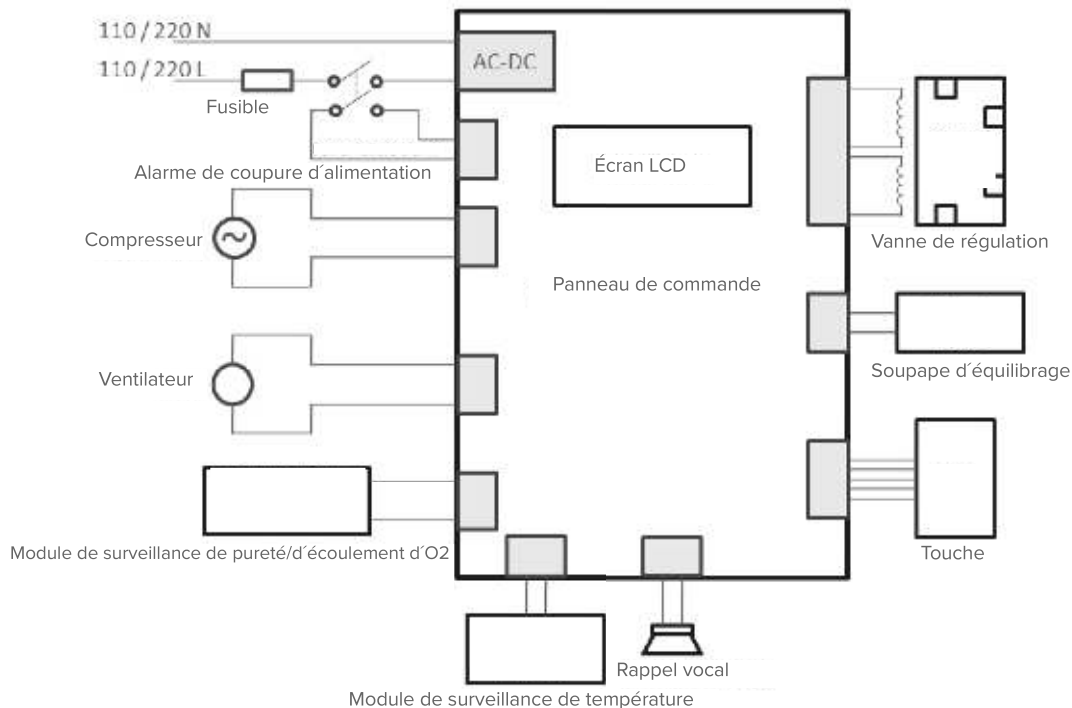 110 / 220 N
110 / 220 L
AC-DC
Fusible
Alarme de coupure d´alimentation
Écran LCD
Compresseur
Vanne de régulation
Panneau de commande
Ventilateur
Soupape d´équilibrage
Module de surveillance de pureté/d´écoulement d´O2
Touche
Rappel vocal
Module de surveillance de température